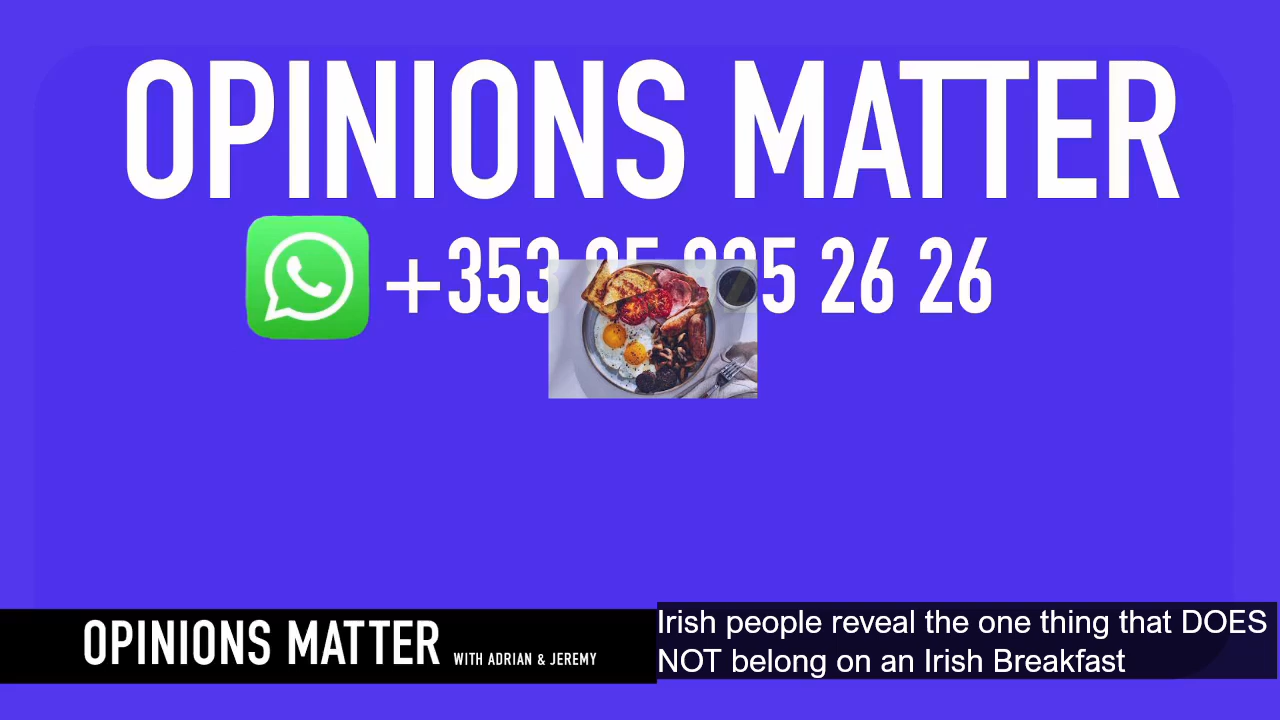 OPINIONS MATTER
+353 5 26 26
OPINIONS MATTER WITH ADRIAN & JEREMY
Irish people reveal the one thing that DOES
NOT belong on an Irish Breakfast